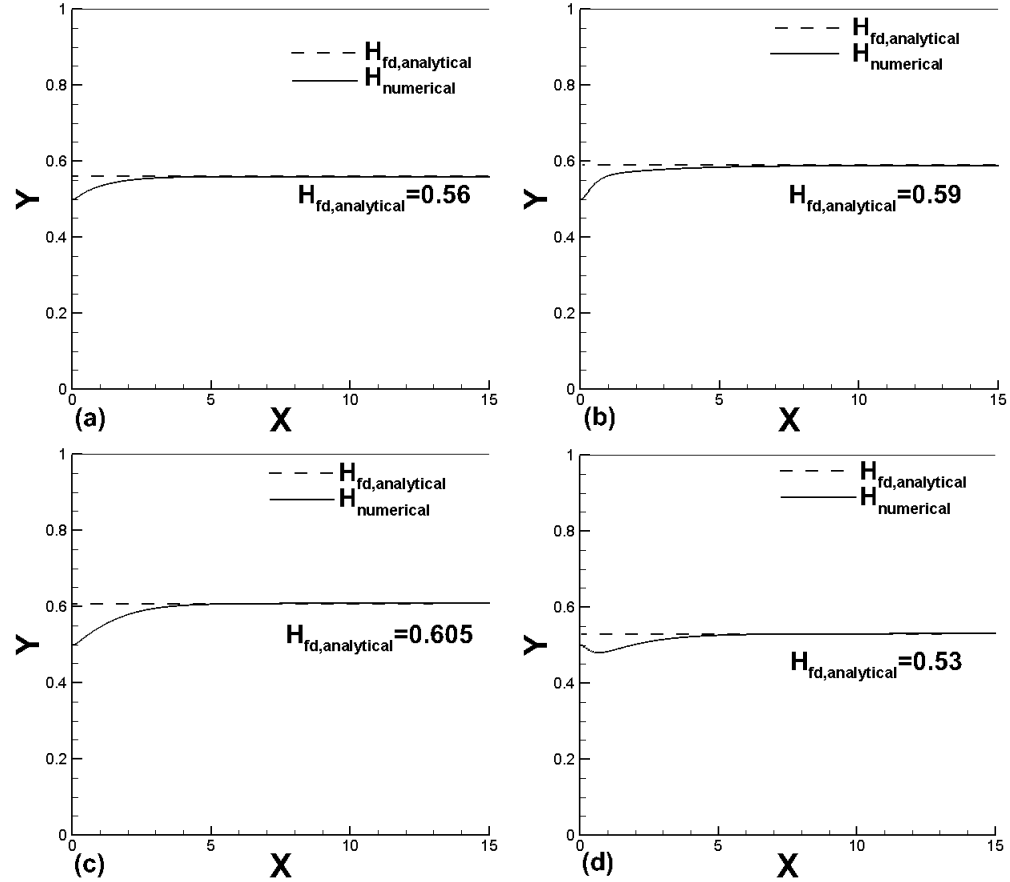 1
0.8
0.6
0.4
0.2
0
Y
H_fd,analytical
H_numerical
H_fd,analytical=0.56
0 5 10 15
(a) X
1
0.8
0.6
0.4
0.2
0
Y
H_fd,analytical
H_numerical
H_fd,analytical=0.59
0 5 10 15
(b) X
1
0.8
0.6
0.4
0.2
0
Y
H_fd,analytical
H_numerical
H_fd,analytical=0.605
0 5 10 15
(c) X
1
0.8
0.6
0.4
0.2
0
Y
H_fd,analytical
H_numerical
H_fd,analytical=0.53
0 5 10 15
(d) X